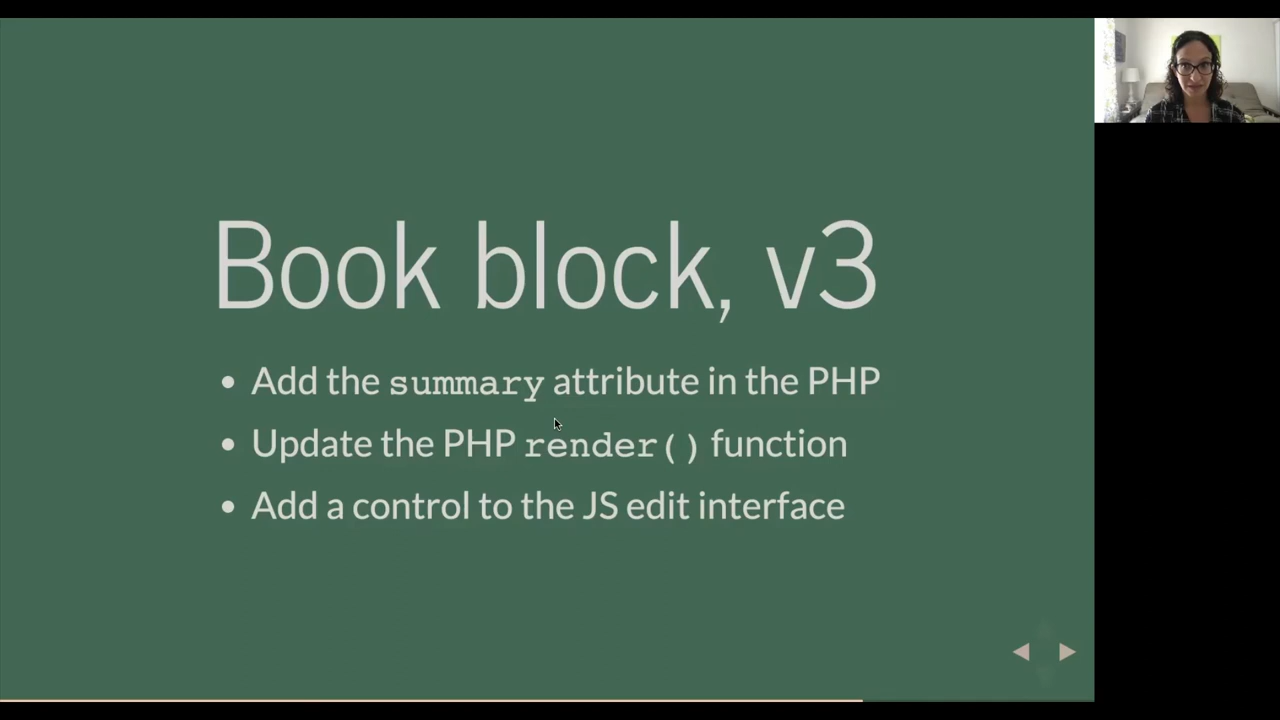 Book block, v3
• Add the summary attribute in the PHP
• Update the PHP render() function
• Add a control to the JS edit interface